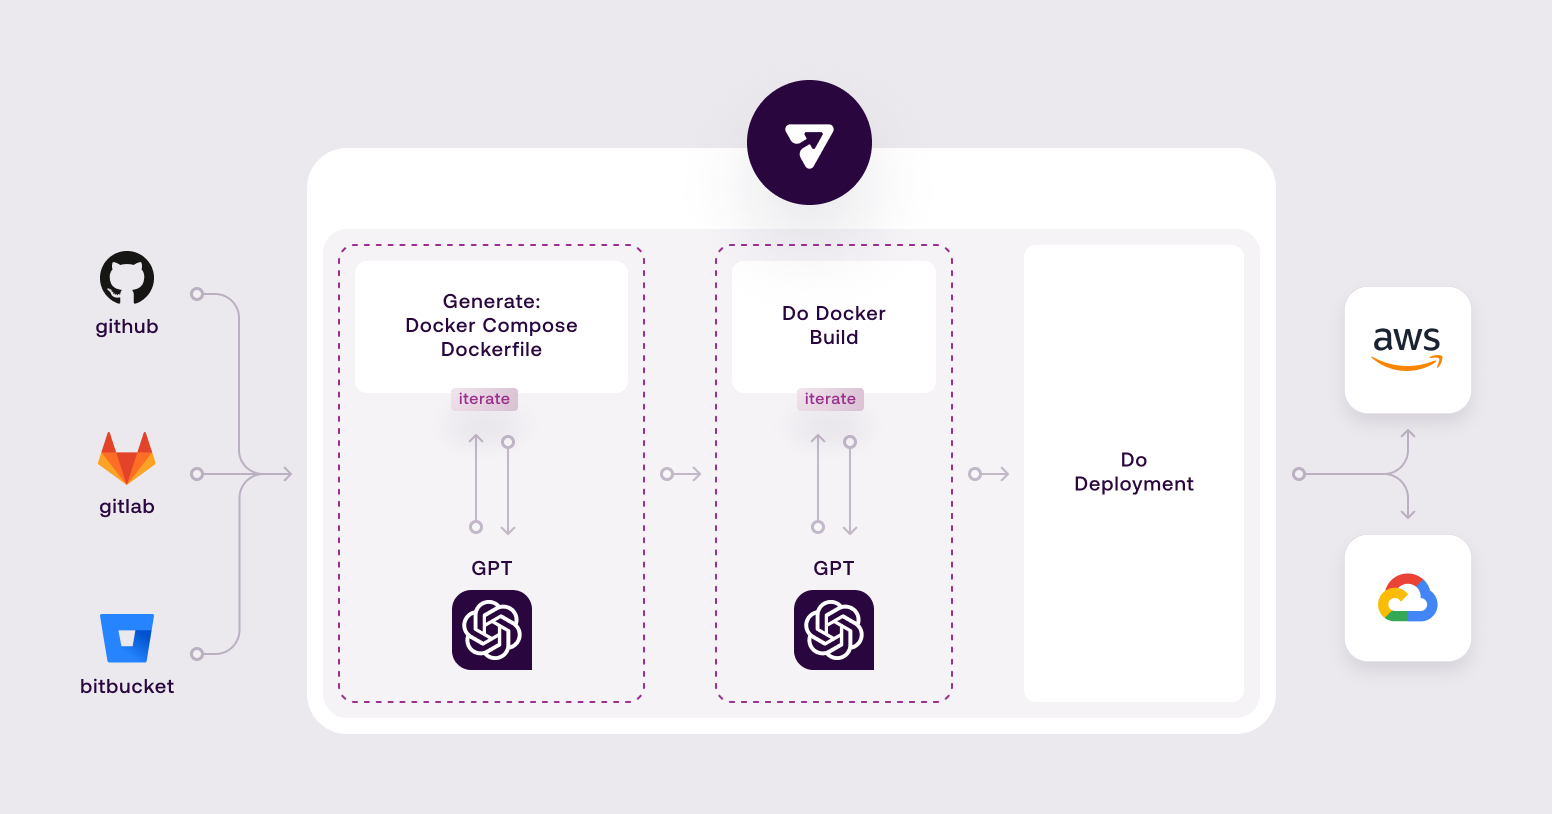 github
gitlab
bitbucket
Generate:
Docker Compose
Dockerfile
iterate
GPT
Do Docker
Build
iterate
GPT
Do
Deployment
aws